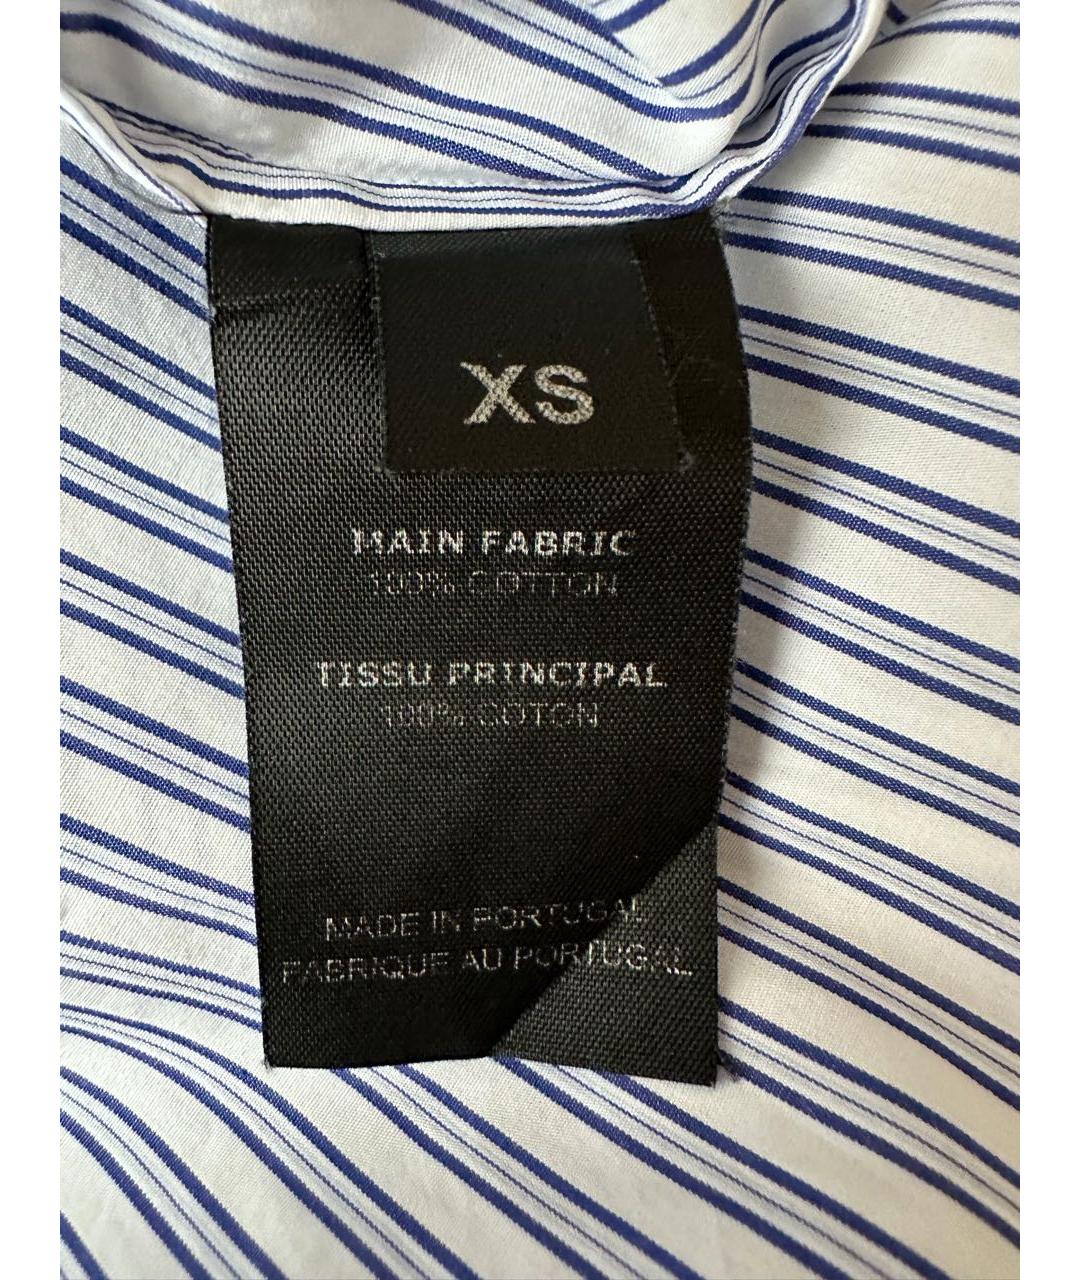 XS
MAIN FABRIC
100% COTTON
TISSU PRINCIPAL
100% COTON
MADE IN PORTUGAL
FABRIQUE AU PORTUGAL